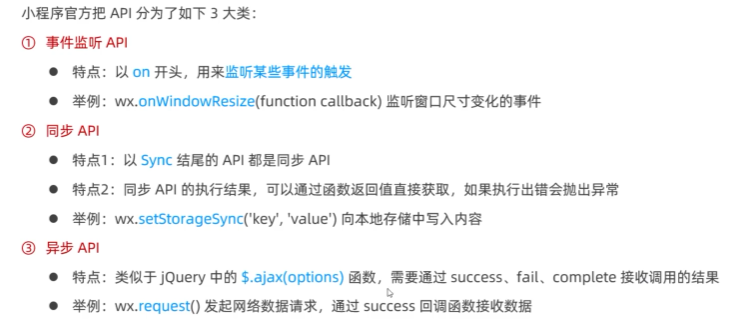 小程序官方把 API 分为了如下 3 大类：
① 事件监听 API
● 特点：以 on 开头，用来监听某些事件的触发
● 举例：wx.onWindowResize(function callback) 监听窗口尺寸变化的事件
② 同步 API
● 特点1：以 Sync 结尾的 API 都是同步 API
● 特点2：同步 API 的执行结果，可以通过函数返回值直接获取，如果执行出错会抛出异常
● 举例：wx.setStorageSync('key', 'value') 向本地存储中写入内容
③ 异步 API
● 特点：类似于 jQuery 中的 $.ajax(options) 函数，需要通过 success、fail、complete 接收调用的结果
● 举例：wx.request() 发起网络数据请求，通过 success 回调函数接收数据